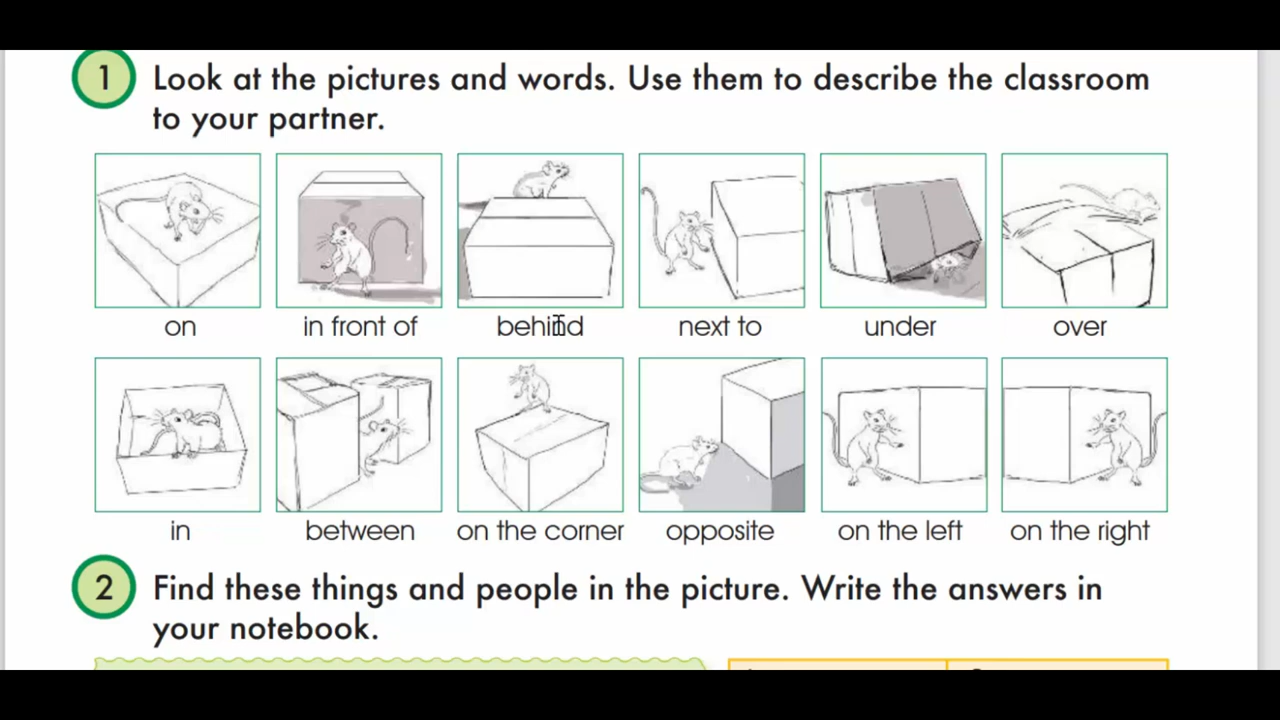 1 Look at the pictures and words. Use them to describe the classroom
to your partner.
on in front of behind next to under over
in between on the corner opposite on the left on the right
2 Find these things and people in the picture. Write the answers in
your notebook.